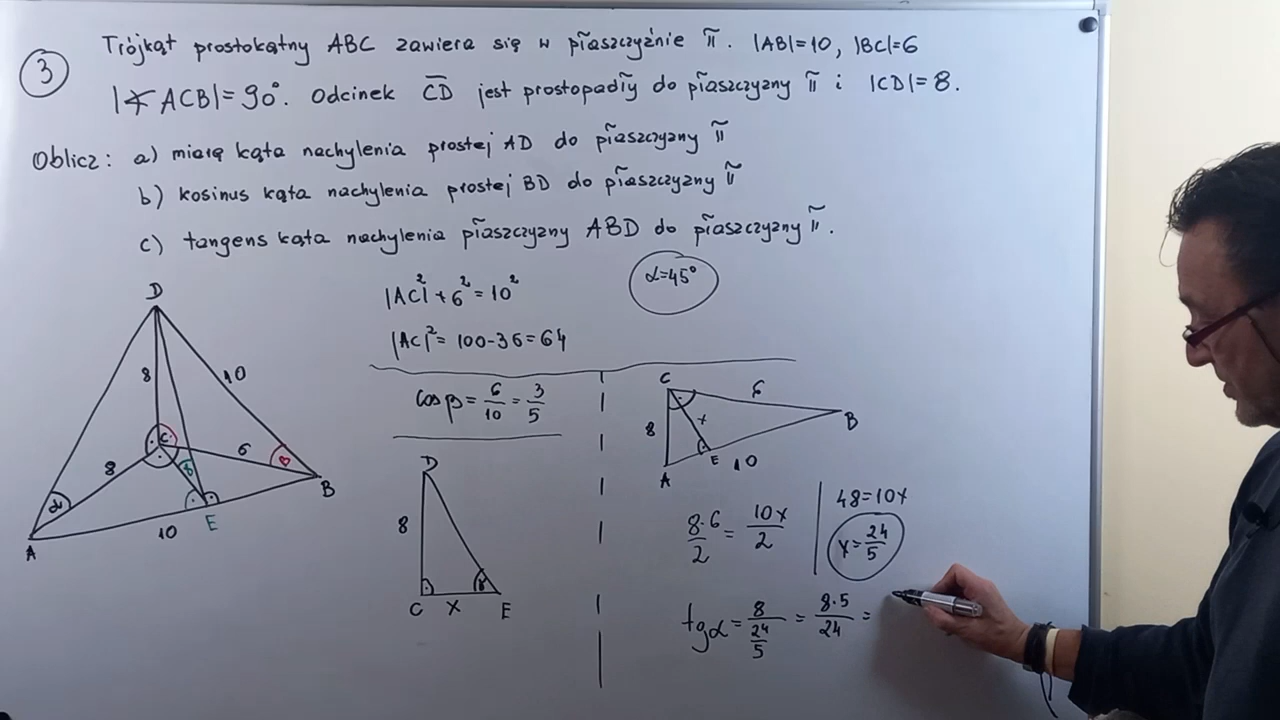 3
Trójkąt prostokątny ABC zawiera się w płaszczyźnie π. |AB|=10, |BC|=6
|∢ACB|=90°. Odcinek CD jest prostopadły do płaszczyzny π i |CD|=8.
Oblicz: a) miarę kąta nachylenia prostej AD do płaszczyzny π
b) kosinus kąta nachylenia prostej BD do płaszczyzny π
c) tangens kąta nachylenia płaszczyzny ABD do płaszczyzny π.
D
8
10
C
8
6
α
β
γ
A
10
E
B
|AC|²+6²=10²
|AC|²=100-36=64
α=45°
cos β=6/10=3/5
D
8
C
x
γ
E
C
6
8
x
B
E
10
A
8·6/2=10x/2
48=10x
x=24/5
tgα=8/(24/5)=8·5/24=